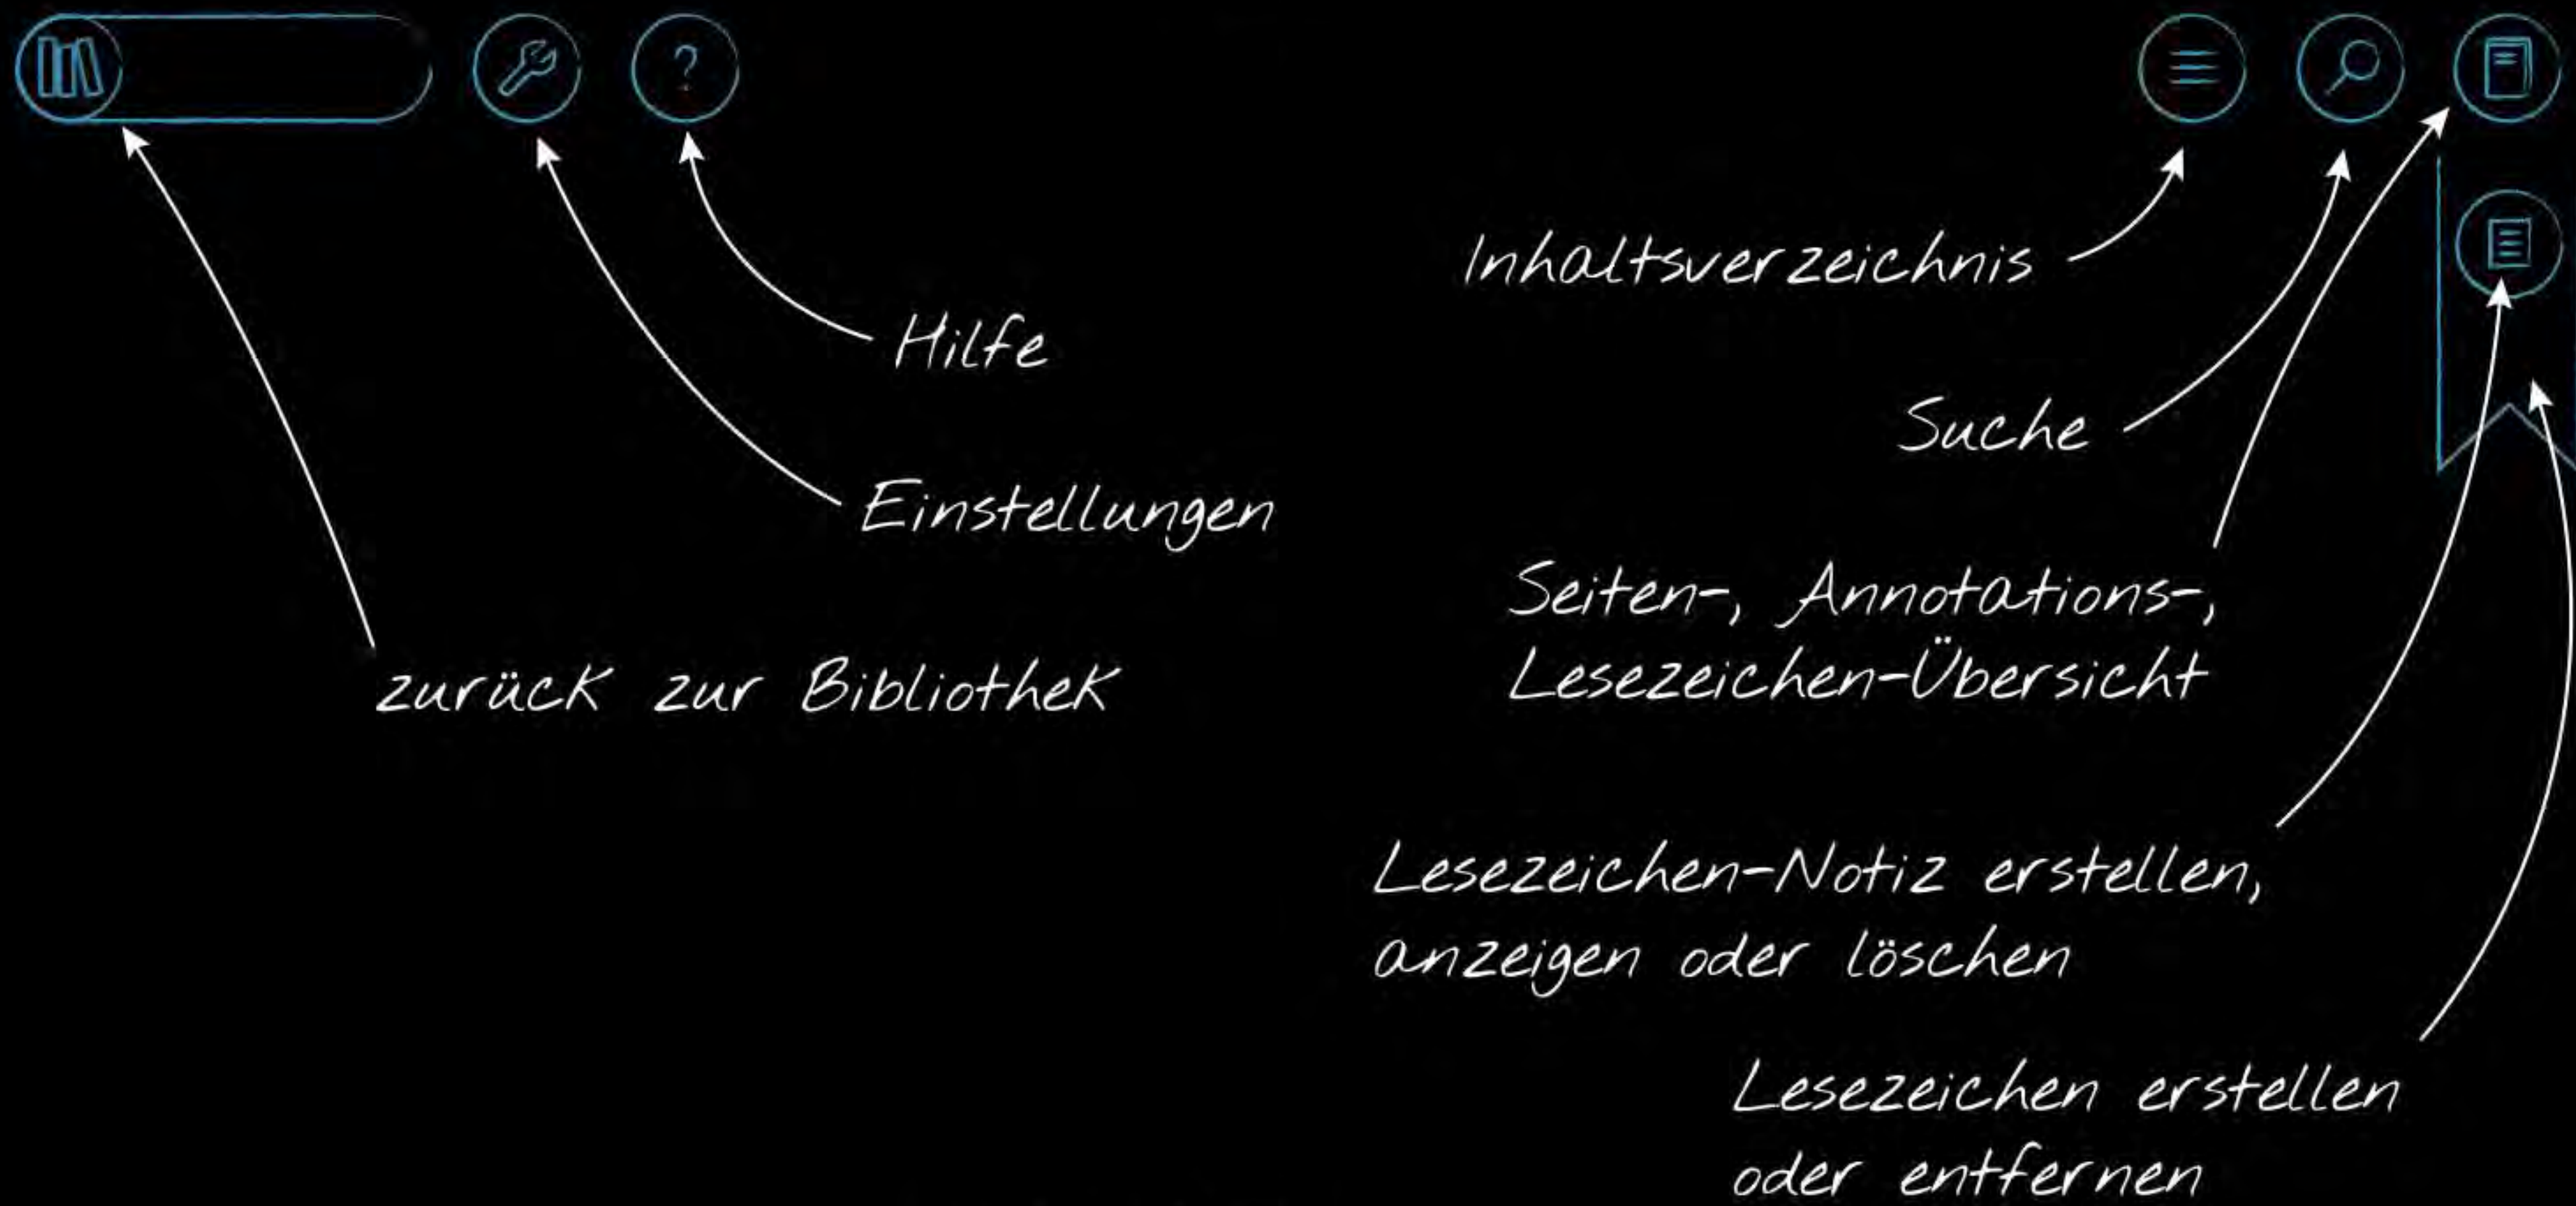 ?
Hilfe
Einstellungen
zurück zur Bibliothek
Inhaltsverzeichnis
Suche
Seiten-, Annotations-,
Lesezeichen-Übersicht
Lesezeichen-Notiz erstellen,
anzeigen oder löschen
Lesezeichen erstellen
oder entfernen